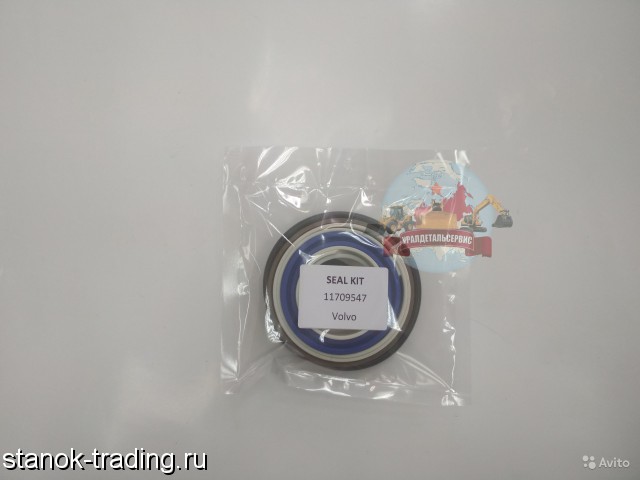 УРАЛДЕТАЛЬСЕРВИС
SEAL KIT
11709547
Volvo
stanok-trading.ru
Avito